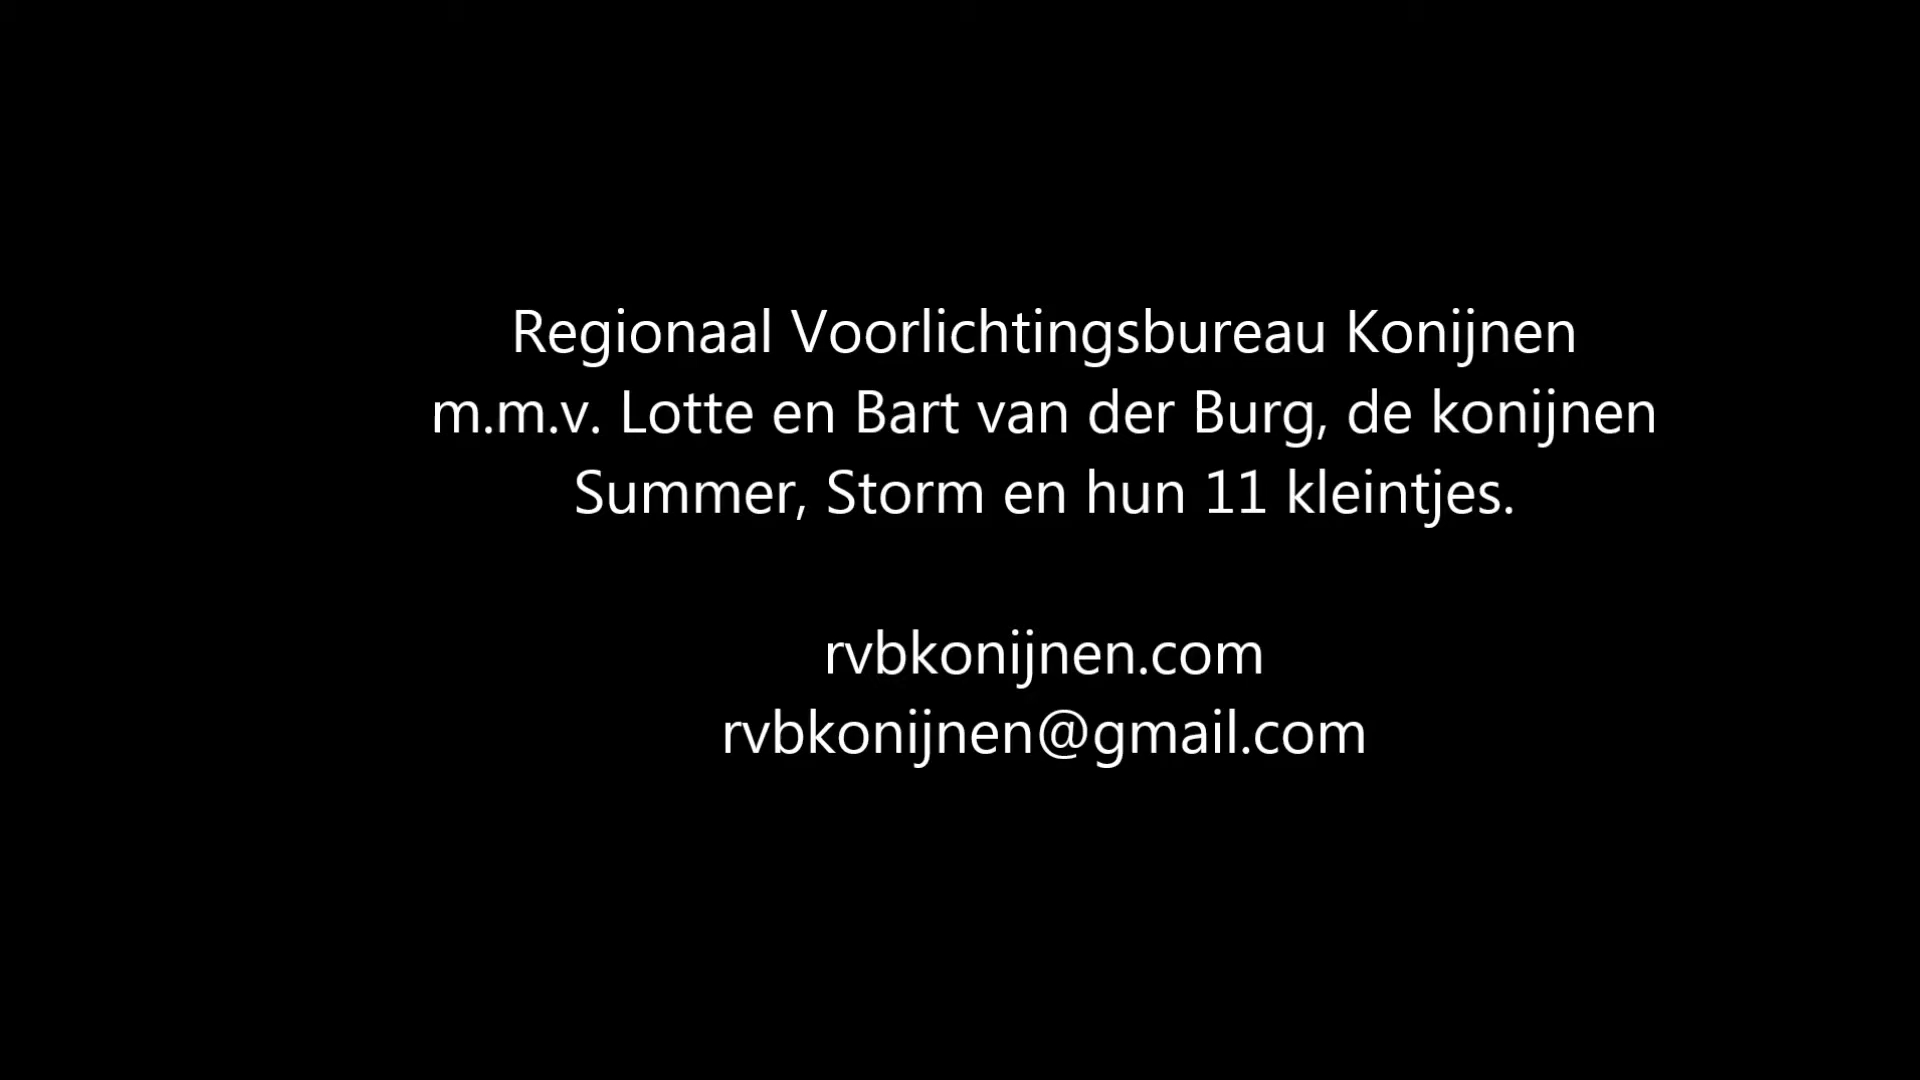 Regionaal Voorlichtingsbureau Konijnen
m.m.v. Lotte en Bart van der Burg, de konijnen
Summer, Storm en hun 11 kleintjes.
rvbkonijnen.com
rvbkonijnen@gmail.com